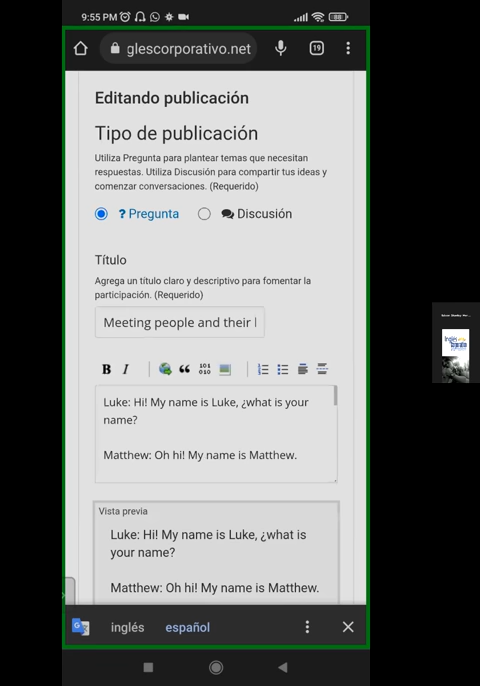 9:55 PM
88
glescorporativo.net
19
Editando publicación
Tipo de publicación
Utiliza Pregunta para plantear temas que necesitan
respuestas. Utiliza Discusión para compartir tus ideas y
comenzar conversaciones. (Requerido)
? Pregunta
Discusión
Título
Agrega un título claro y descriptivo para fomentar la
participación. (Requerido)
Meeting people and their
B I
101
010
Luke: Hi! My name is Luke, ¿what is your
name?
Matthew: Oh hi! My name is Matthew.
Vista previa
Luke: Hi! My name is Luke, ¿what is
your name?
Matthew: Oh hi! My name is Matthew.
inglés
español